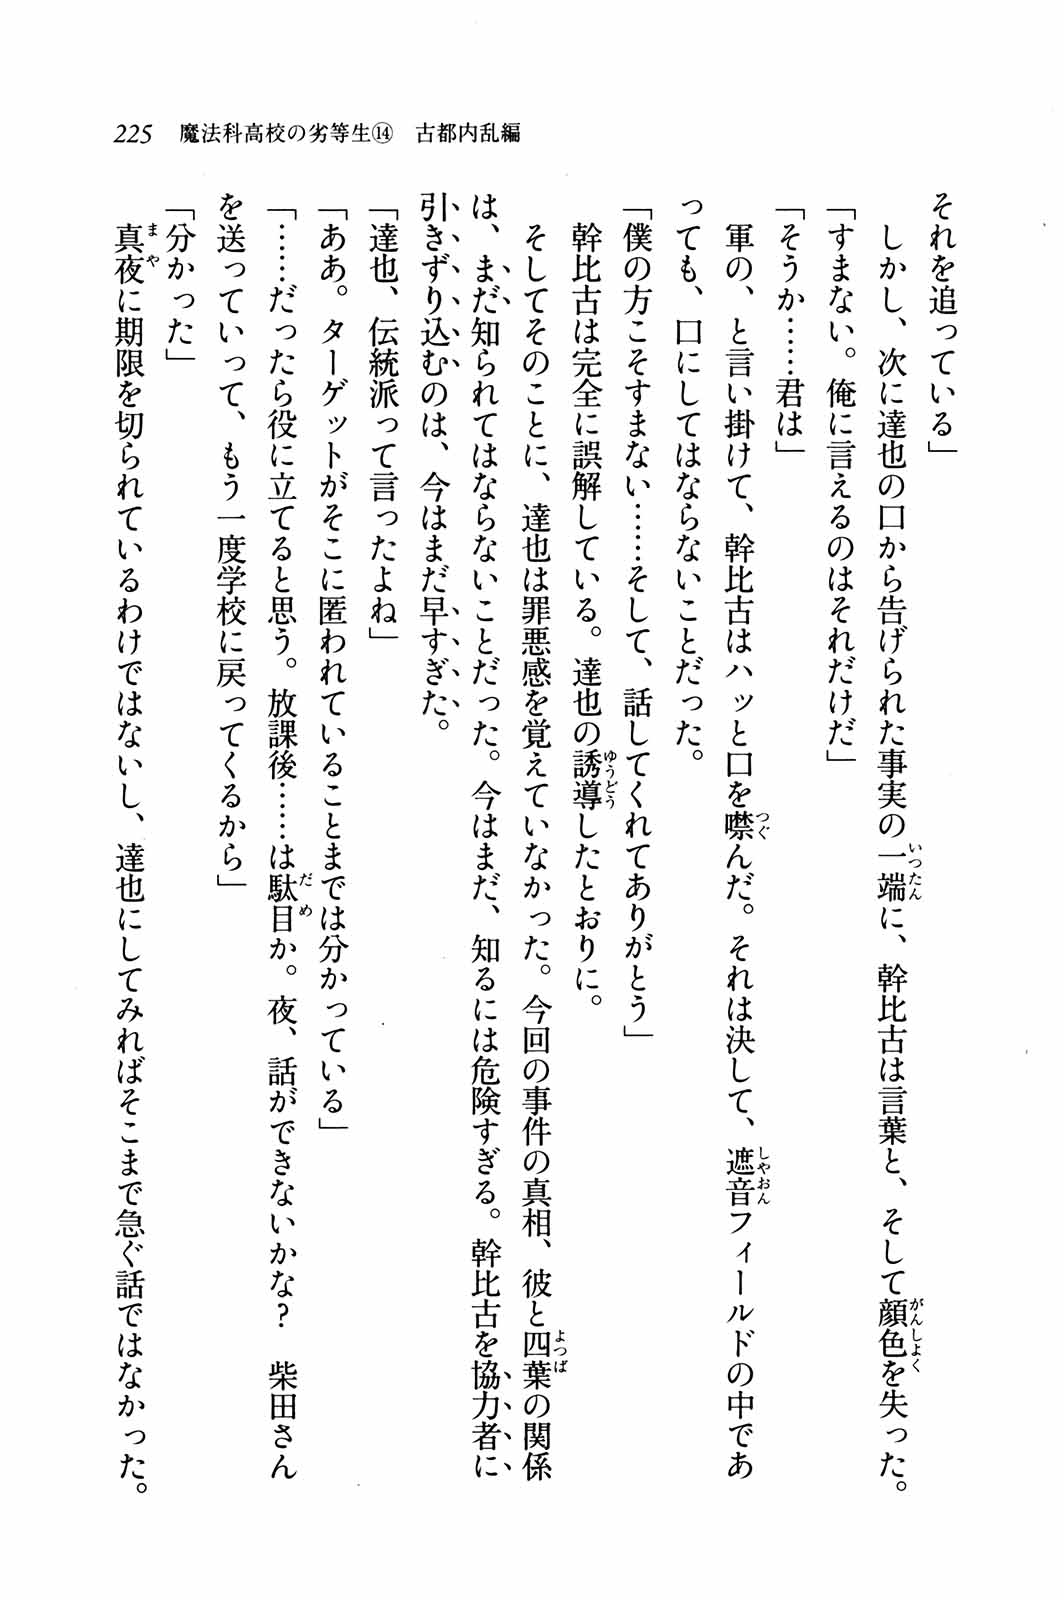 225　魔法科高校の劣等生⑭　古都内乱編
それを追っている」
　しかし、次に達也の口から告げられた事実の一端に、幹比古は言葉と、そして顔色を失った。
「すまない。俺に言えるのはそれだけだ」
「そうか……君は」
　軍の、と言い掛けて、幹比古はハッと口を噤んだ。それは決して、遮音フィールドの中であ
っても、口にしてはならないことだった。
「僕の方こそすまない……そして、話してくれてありがとう」
　幹比古は完全に誤解している。達也の誘導したとおりに。
　そしてそのことに、達也は罪悪感を覚えていなかった。今回の事件の真相、彼と四葉の関係
は、まだ知られてはならないことだった。今はまだ、知るには危険すぎる。幹比古を協力者に
引きずり込むのは、今はまだ早すぎた。
「達也、伝統派って言ったよね」
「ああ。ターゲットがそこに匿われていることまでは分かっている」
「……だったら役に立てると思う。放課後……は駄目か。夜、話ができないかな？　柴田さん
を送っていって、もう一度学校に戻ってくるから」
「分かった」
　真夜に期限を切られているわけではないし、達也にしてみればそこまで急ぐ話ではなかった。